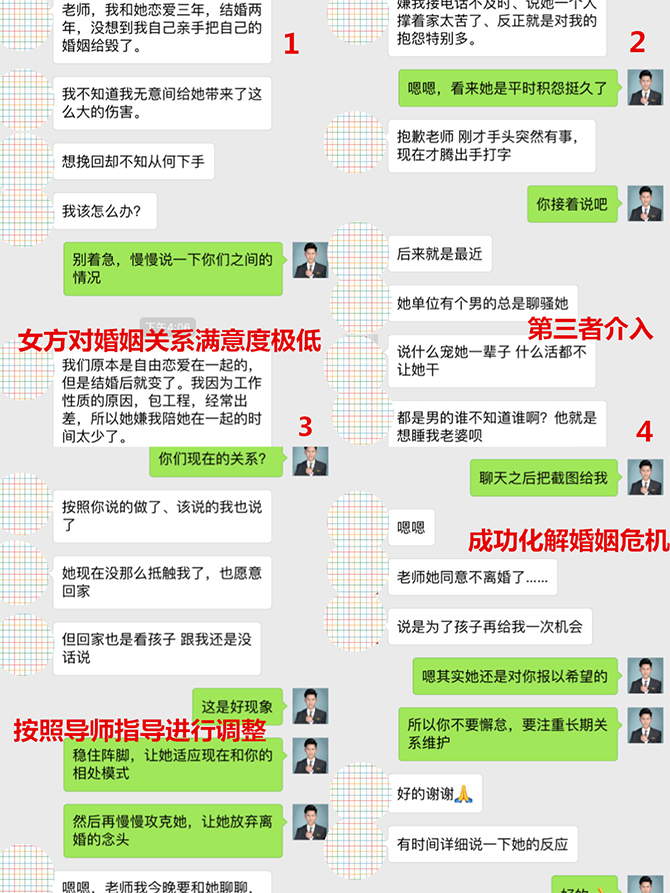 老师，我和她恋爱三年，结婚两
年，没想到我自己亲手把自己的
婚姻给毁了。
1
我不知道我无意间给她带来了这
么大的伤害。
想挽回却不知从何下手
我该怎么办？
别着急，慢慢说一下你们之间的
情况
下午4:06
女方对婚姻关系满意度极低
我们原本是自由恋爱在一起的，
但是结婚后就变了。我因为工作
性质的原因，包工程，经常出
差，所以她嫌我陪她在一起的时
间太少了。
嫌我接电话不及时、说她一个人
撑着家太苦了、反正就是对我的
抱怨特别多。
2
嗯嗯，看来她是平时积怨挺久了
抱歉老师 刚才手头突然有事，
现在才腾出手打字
你接着说吧
后来就是最近
她单位有个男的总是聊骚她
第三者介入
说什么宠她一辈子 什么活都不
让她干
都是男的谁不知道谁啊？他就是
想睡我老婆呗
3
你们现在的关系？
按照你说的做了、该说的我也说
了
她现在没那么抵触我了，也愿意
回家
但回家也是看孩子 跟我还是没
话说
这是好现象
按照导师指导进行调整
稳住阵脚，让她适应现在和你的
相处模式
然后再慢慢攻克她，让她放弃离
婚的念头
嗯嗯，老师我今晚要和她聊聊，
4
聊天之后把截图给我
嗯嗯
成功化解婚姻危机
老师她同意不离婚了......
说是为了孩子再给我一次机会
嗯其实她还是对你报以希望的
所以你不要懈怠，要注重长期关
系维护
好的谢谢🙏
有时间详细说一下她的反应